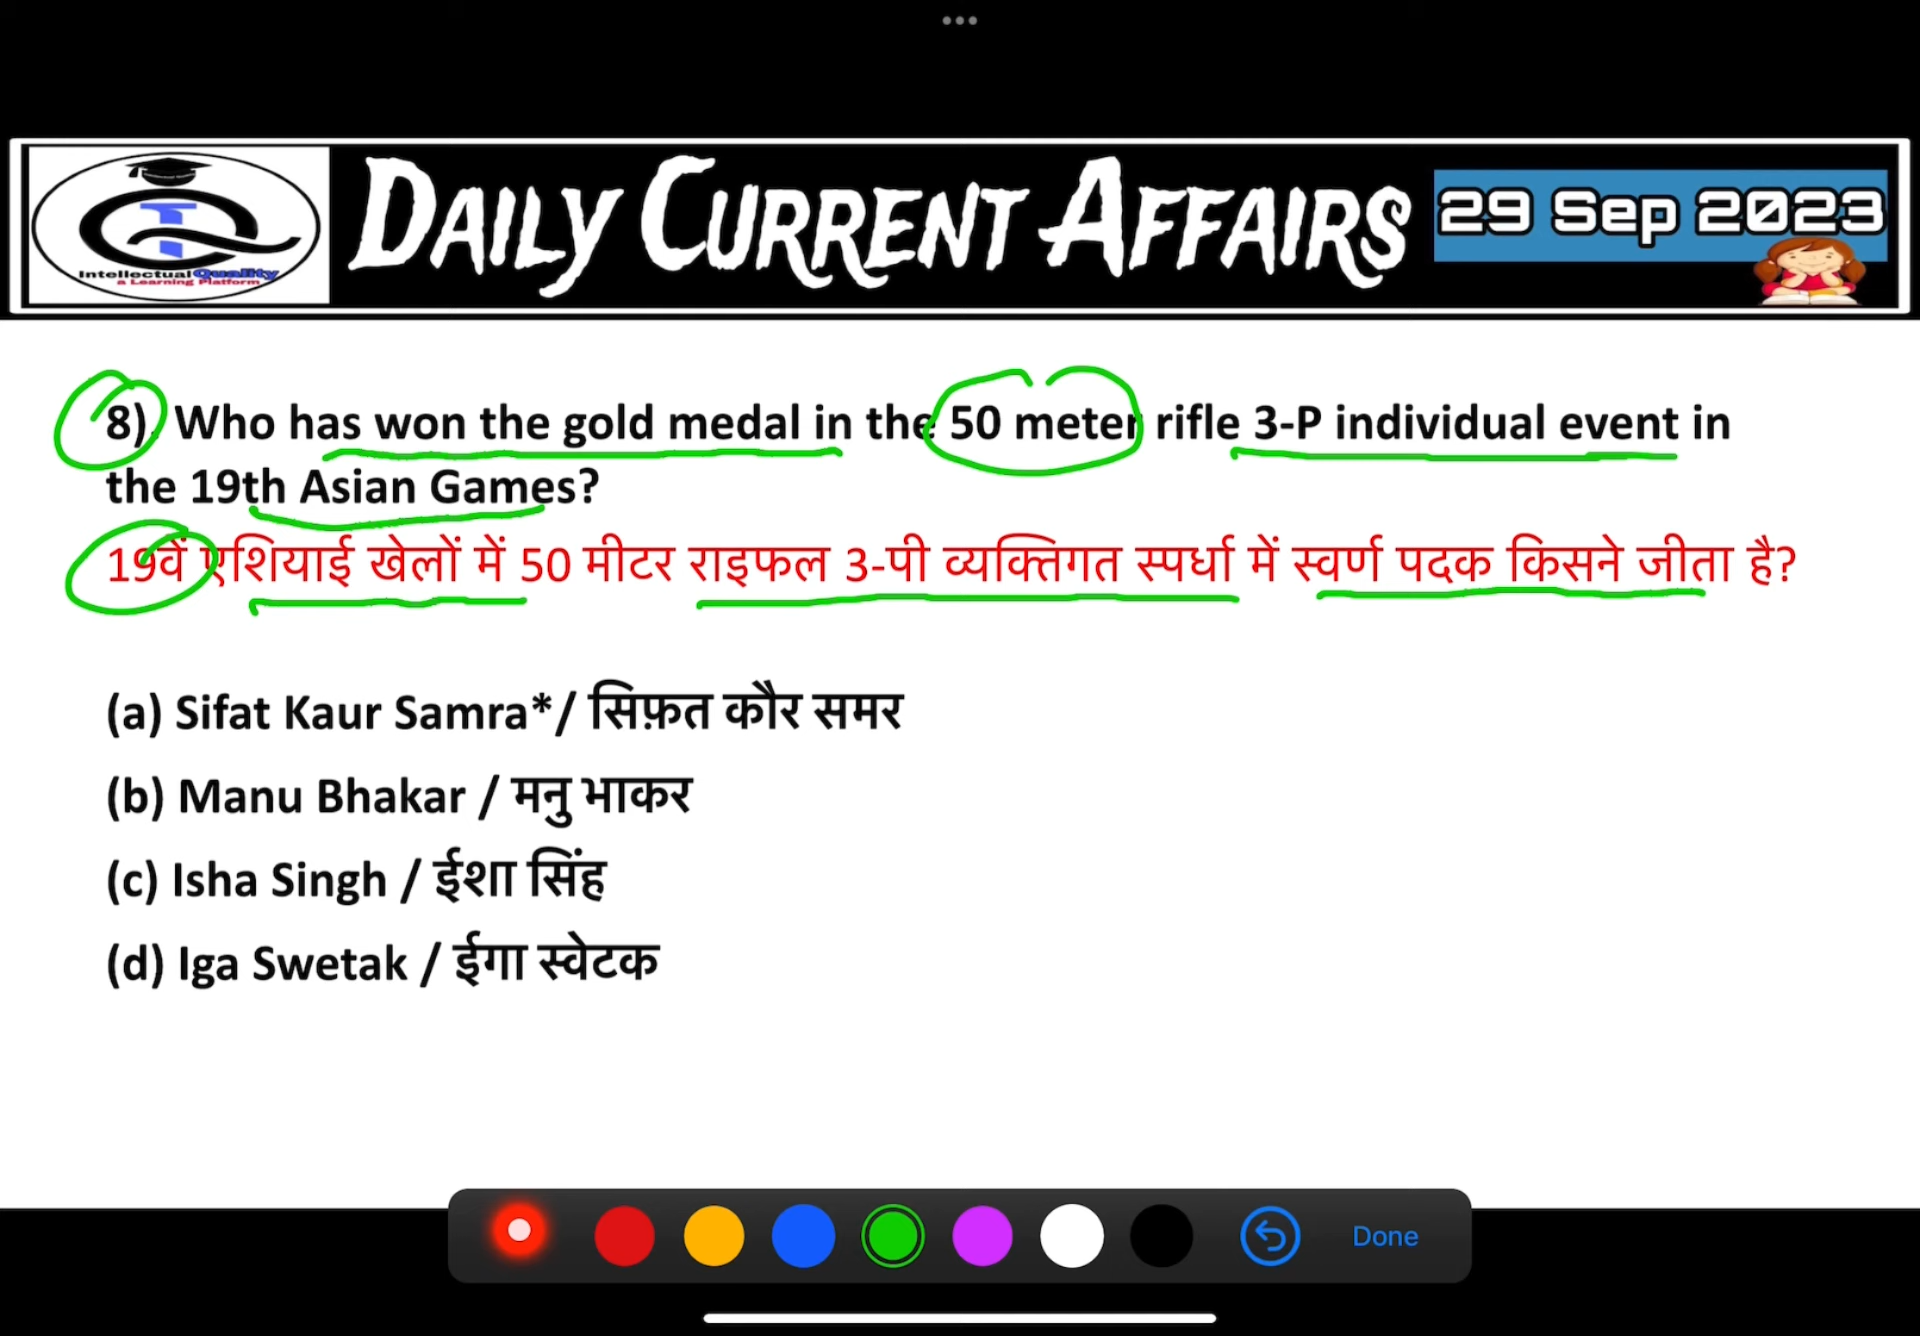 Intellectual Quality
a Learning Platform
DAILY CURRENT AFFAIRS
29 Sep 2023
8). Who has won the gold medal in the 50 meter rifle 3-P individual event in
the 19th Asian Games?
19वें एशियाई खेलों में 50 मीटर राइफल 3-पी व्यक्तिगत स्पर्धा में स्वर्ण पदक किसने जीता है?
(a) Sifat Kaur Samra*/ सिफ़त कौर समर
(b) Manu Bhakar / मनु भाकर
(c) Isha Singh / ईशा सिंह
(d) Iga Swetak / ईगा स्वेटक
Done